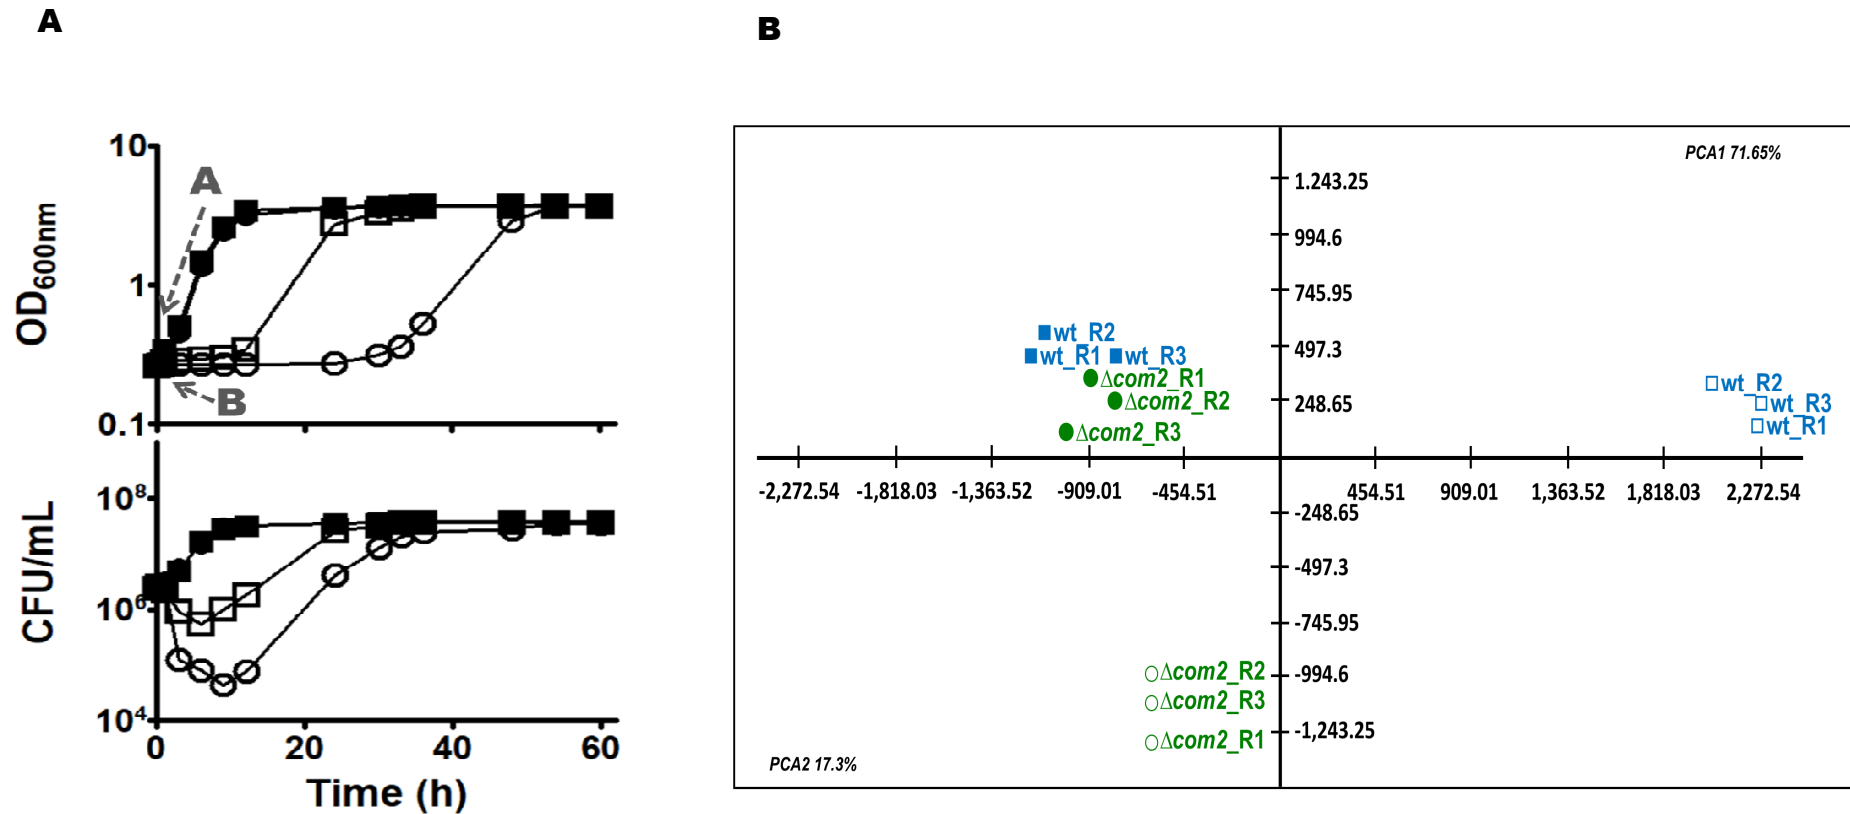 A
B
10
1
0.1
OD600nm
A
B
10⁸
10⁶
10⁴
CFU/mL
0 20 40 60
Time (h)
PCA1 71.65%
1.243.25
994.6
745.95
497.3
248.65
wt_R2
wt_R1 wt_R3
Δcom2_R1
Δcom2_R2
Δcom2_R3
wt_R2
wt_R3
wt_R1
-2,272.54 -1,818.03 -1,363.52 -909.01 -454.51 454.51 909.01 1,363.52 1,818.03 2,272.54
-248.65
-497.3
-745.95
-994.6
-1,243.25
Δcom2_R2
Δcom2_R3
Δcom2_R1
PCA2 17.3%